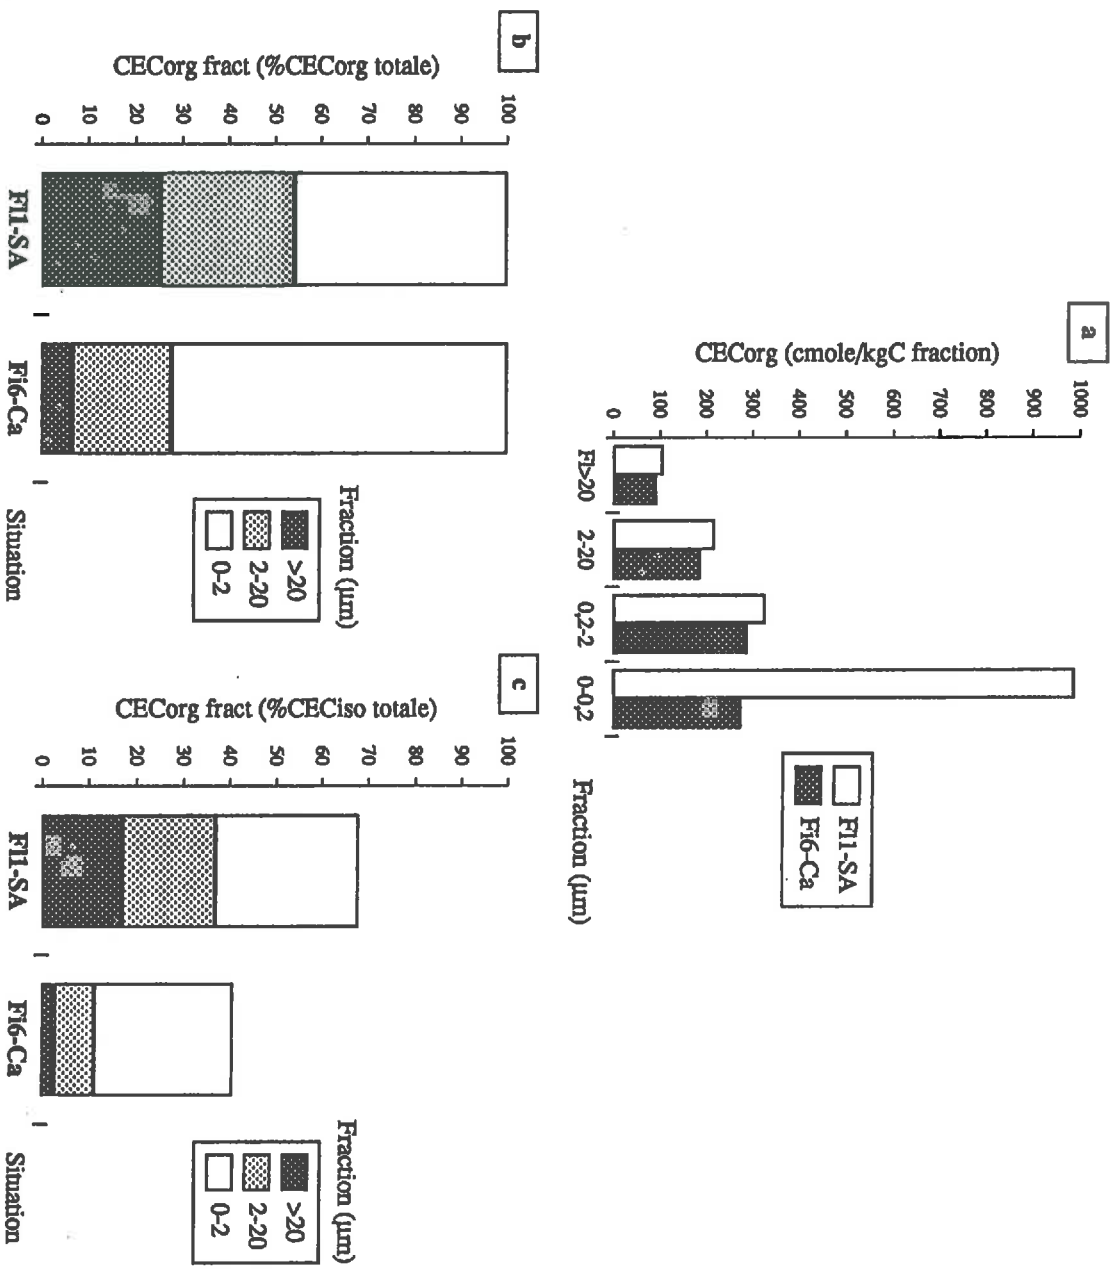 a
CECorg (cmole/kgC fraction)
1000
900
800
700
600
500
400
300
200
100
0
Fl>20
2-20
0,2-2
0-0,2
Fraction (µm)
Fl1-SA
Fi6-Ca
b
CECorg fract (%CECorg totale)
100
90
80
70
60
50
40
30
20
10
0
Fl1-SA
Fi6-Ca
Situation
Fraction (µm)
>20
2-20
0-2
c
CECorg fract (%CECiso totale)
100
90
80
70
60
50
40
30
20
10
0
Fl1-SA
Fi6-Ca
Situation
Fraction (µm)
>20
2-20
0-2